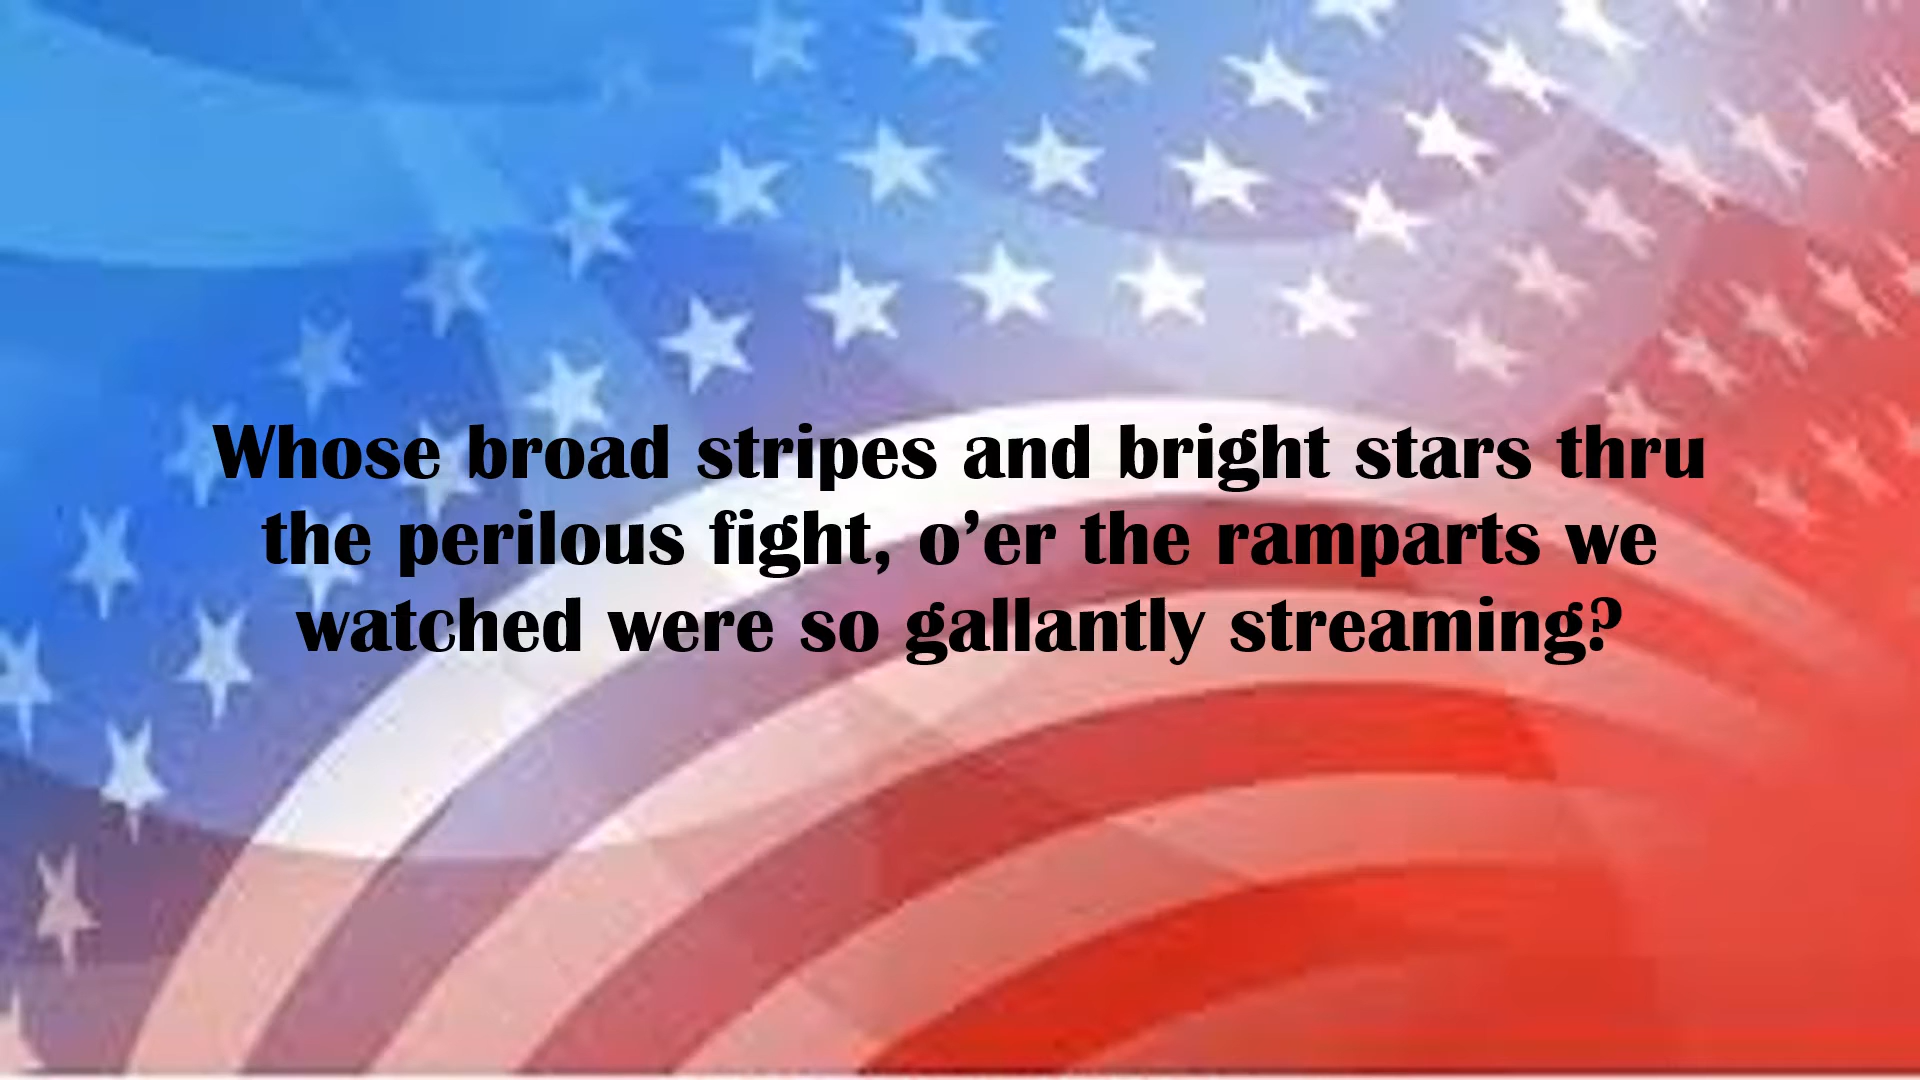 Whose broad stripes and bright stars thru
the perilous fight, o’er the ramparts we
watched were so gallantly streaming?